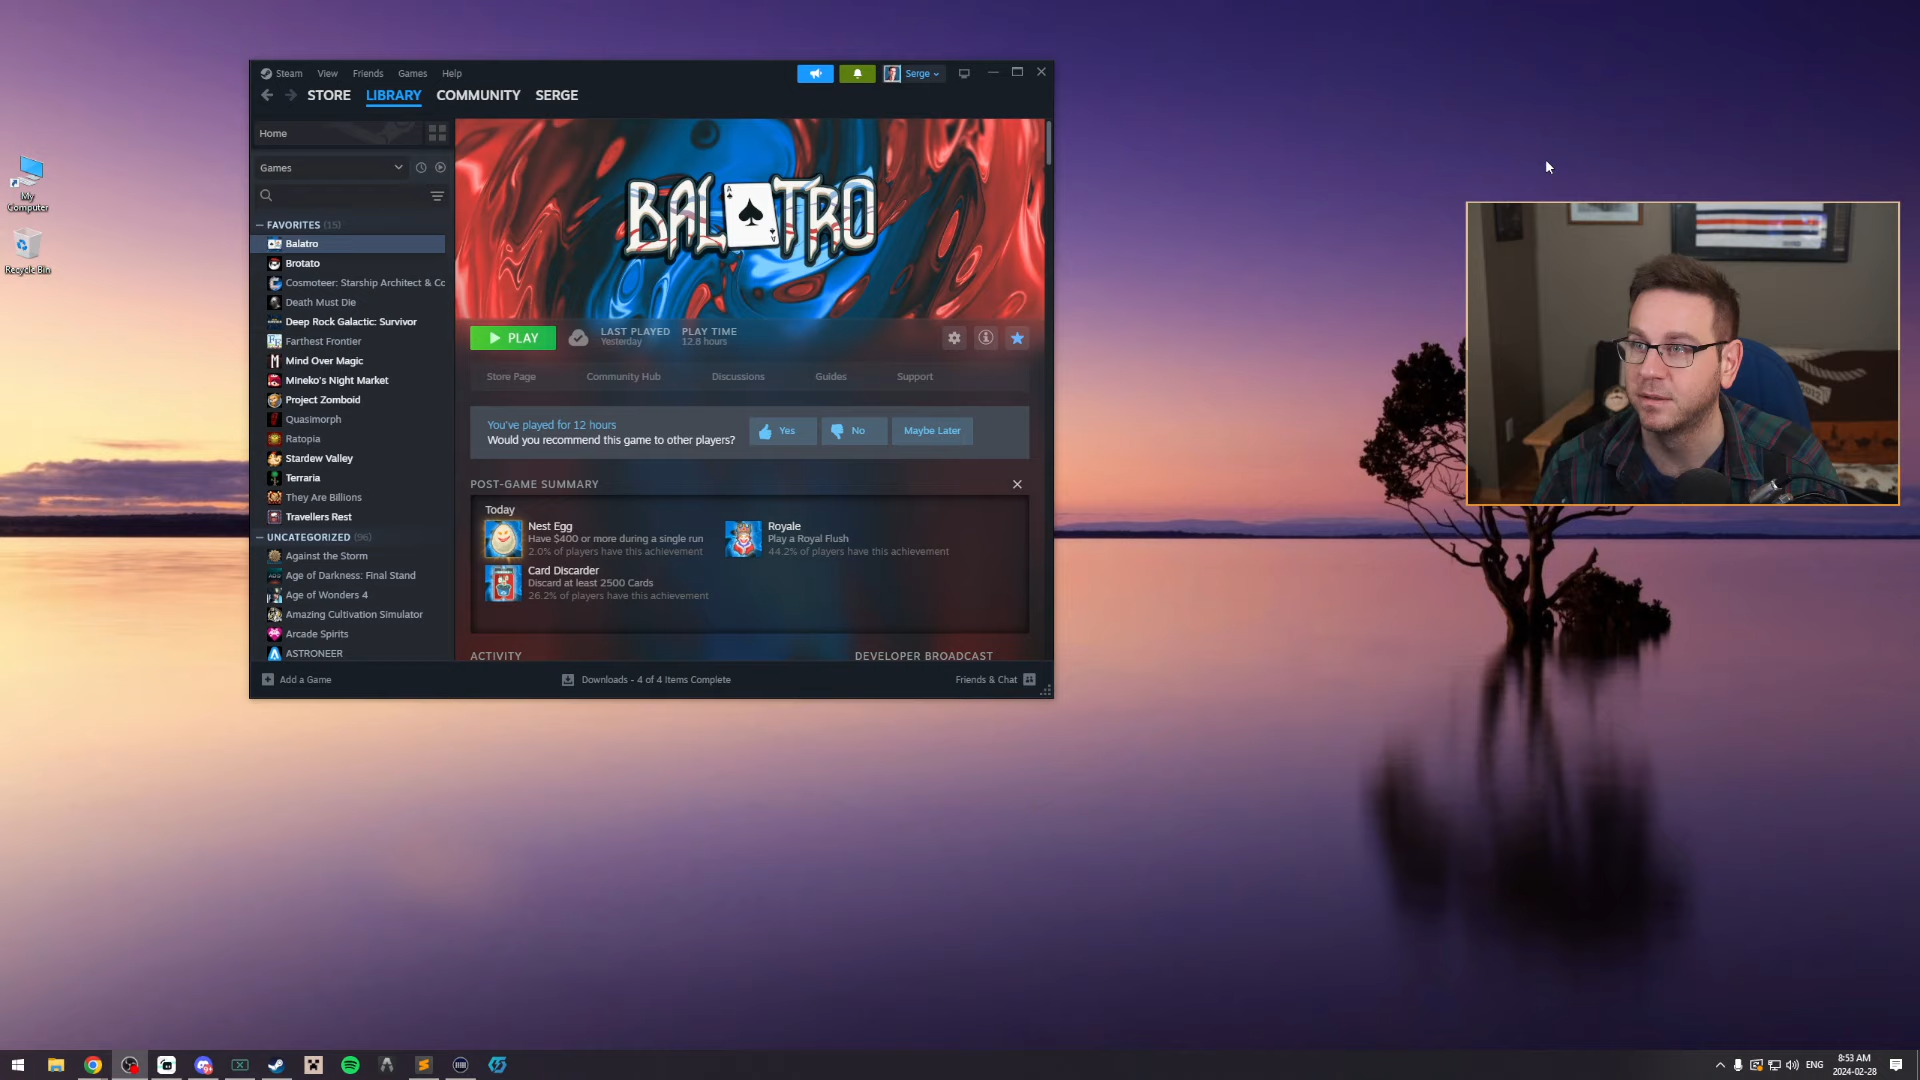 Steam View Friends Games Help
Serge
STORE LIBRARY COMMUNITY SERGE
Home
Games
FAVORITES (15)
Balatro
Brotato
Cosmoteer: Starship Architect & Cc
Death Must Die
Deep Rock Galactic: Survivor
Farthest Frontier
Mind Over Magic
Mineko's Night Market
Project Zomboid
Quasimorph
Ratopia
Stardew Valley
Terraria
They Are Billions
Travellers Rest
UNCATEGORIZED (96)
Against the Storm
Age of Darkness: Final Stand
Age of Wonders 4
Amazing Cultivation Simulator
Arcade Spirits
ASTRONEER
Add a Game
BALATRO
PLAY
LAST PLAYED
Yesterday
PLAY TIME
12.8 hours
Store Page Community Hub Discussions Guides Support
You've played for 12 hours
Would you recommend this game to other players?
Yes No Maybe Later
POST-GAME SUMMARY
Today
Nest Egg
Have $400 or more during a single run
2.0% of players have this achievement
Royale
Play a Royal Flush
44.2% of players have this achievement
Card Discarder
Discard at least 2500 Cards
26.2% of players have this achievement
ACTIVITY
DEVELOPER BROADCAST
Downloads - 4 of 4 Items Complete
Friends & Chat
My
Computer
Recycle Bin
ENG
8:53 AM
2024-02-28